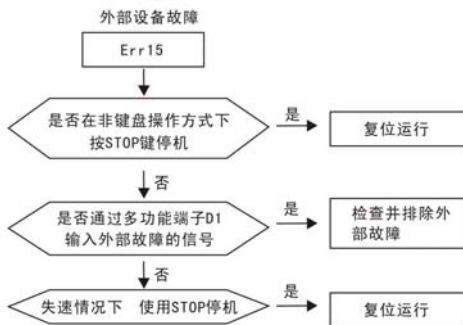 外部设备故障
Err15
是否在非键盘操作方式下
按STOP键停机
是
复位运行
否
是否通过多功能端子D1
输入外部故障的信号
是
检查并排除外
部故障
否
失速情况下 使用STOP停机
是
复位运行